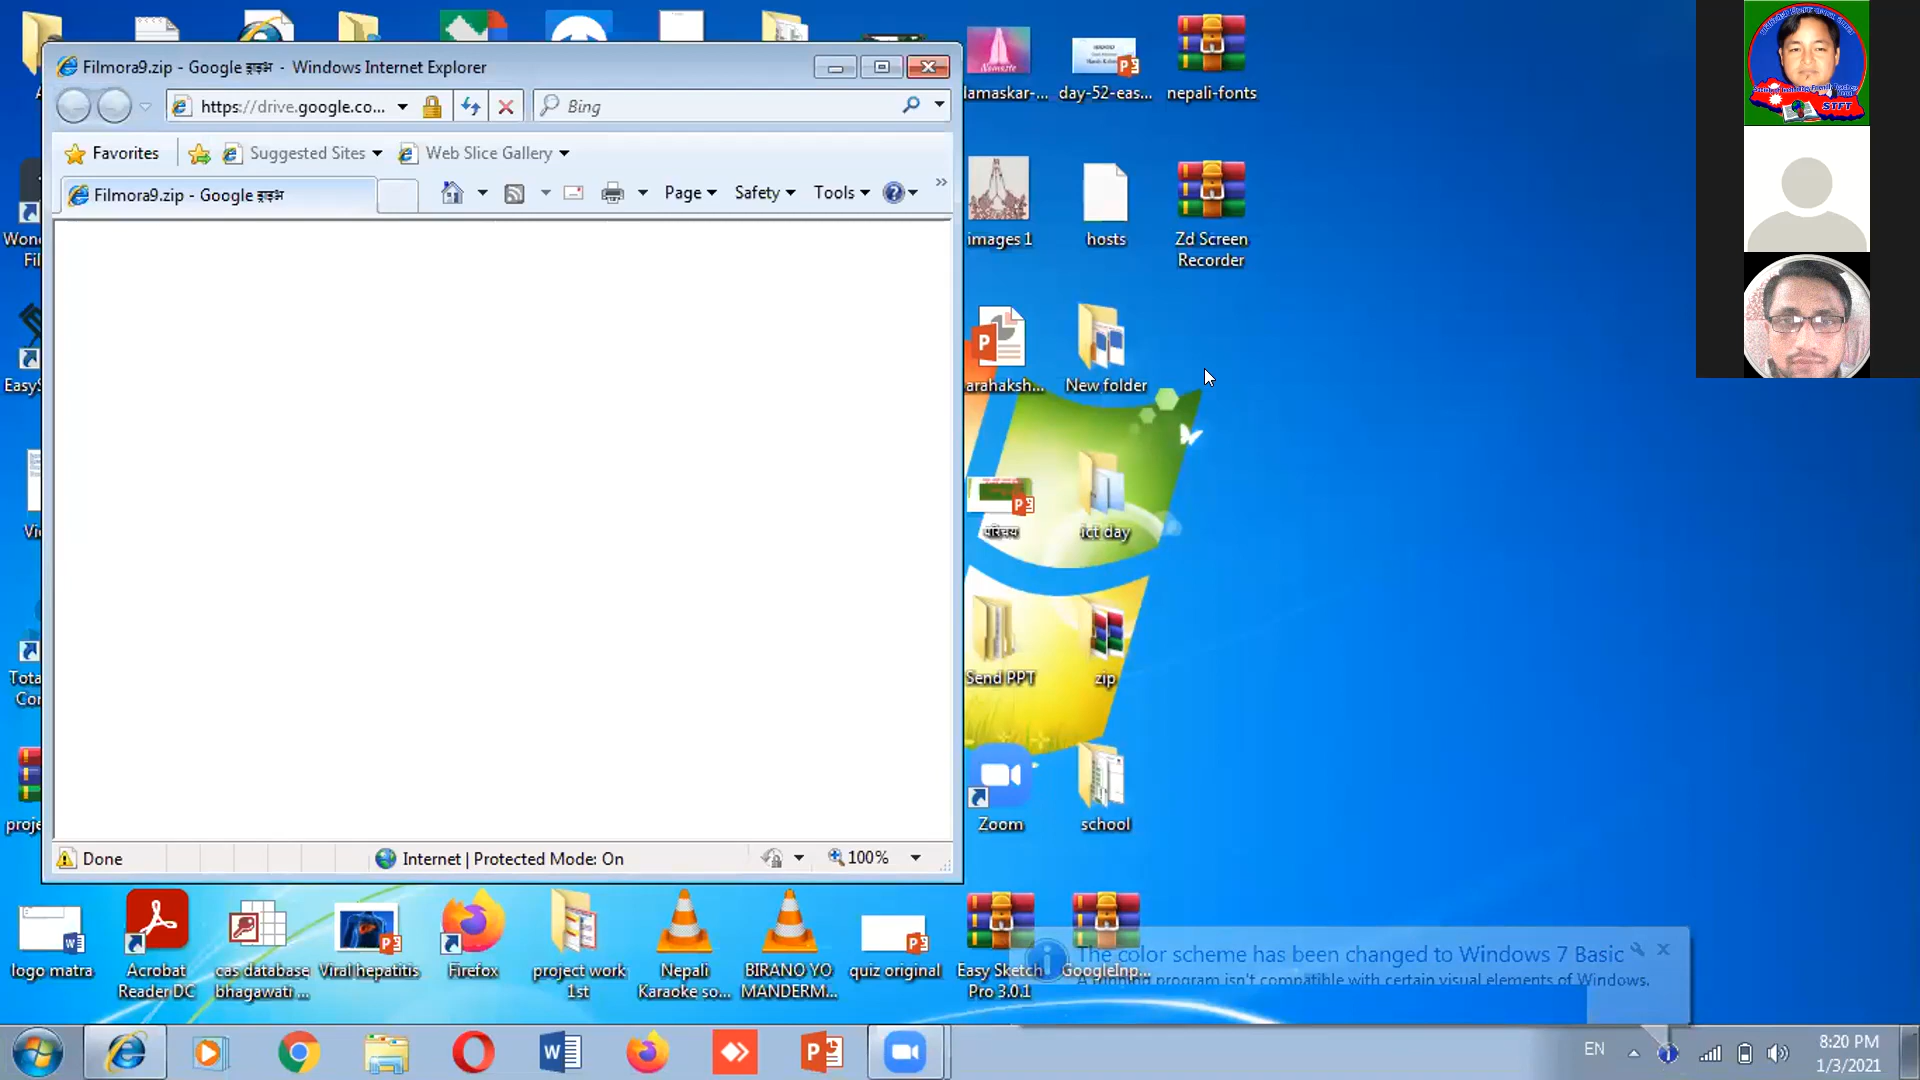 Filmora9.zip - Google ड्राइभ - Windows Internet Explorer
https://drive.google.co...
Bing
Favorites
Suggested Sites
Web Slice Gallery
Filmora9.zip - Google ड्राइभ
Page
Safety
Tools
Done
Internet | Protected Mode: On
100%
day-52-eas...
nepali-fonts
images 1
hosts
Zd Screen
Recorder
New folder
परिचय
ict day
Send PPT
zip
Zoom
school
logo matra
Acrobat
Reader DC
cas database
bhagawati ...
Viral hepatitis
Firefox
project work
1st
Nepali
Karaoke so...
BIRANO YO
MANDERM...
quiz original
Easy Sketch
Pro 3.0.1
GoogleInp...
The color scheme has been changed to Windows 7 Basic
A running program isn't compatible with certain visual elements of Windows.
STFT
EN
8:20 PM
1/3/2021